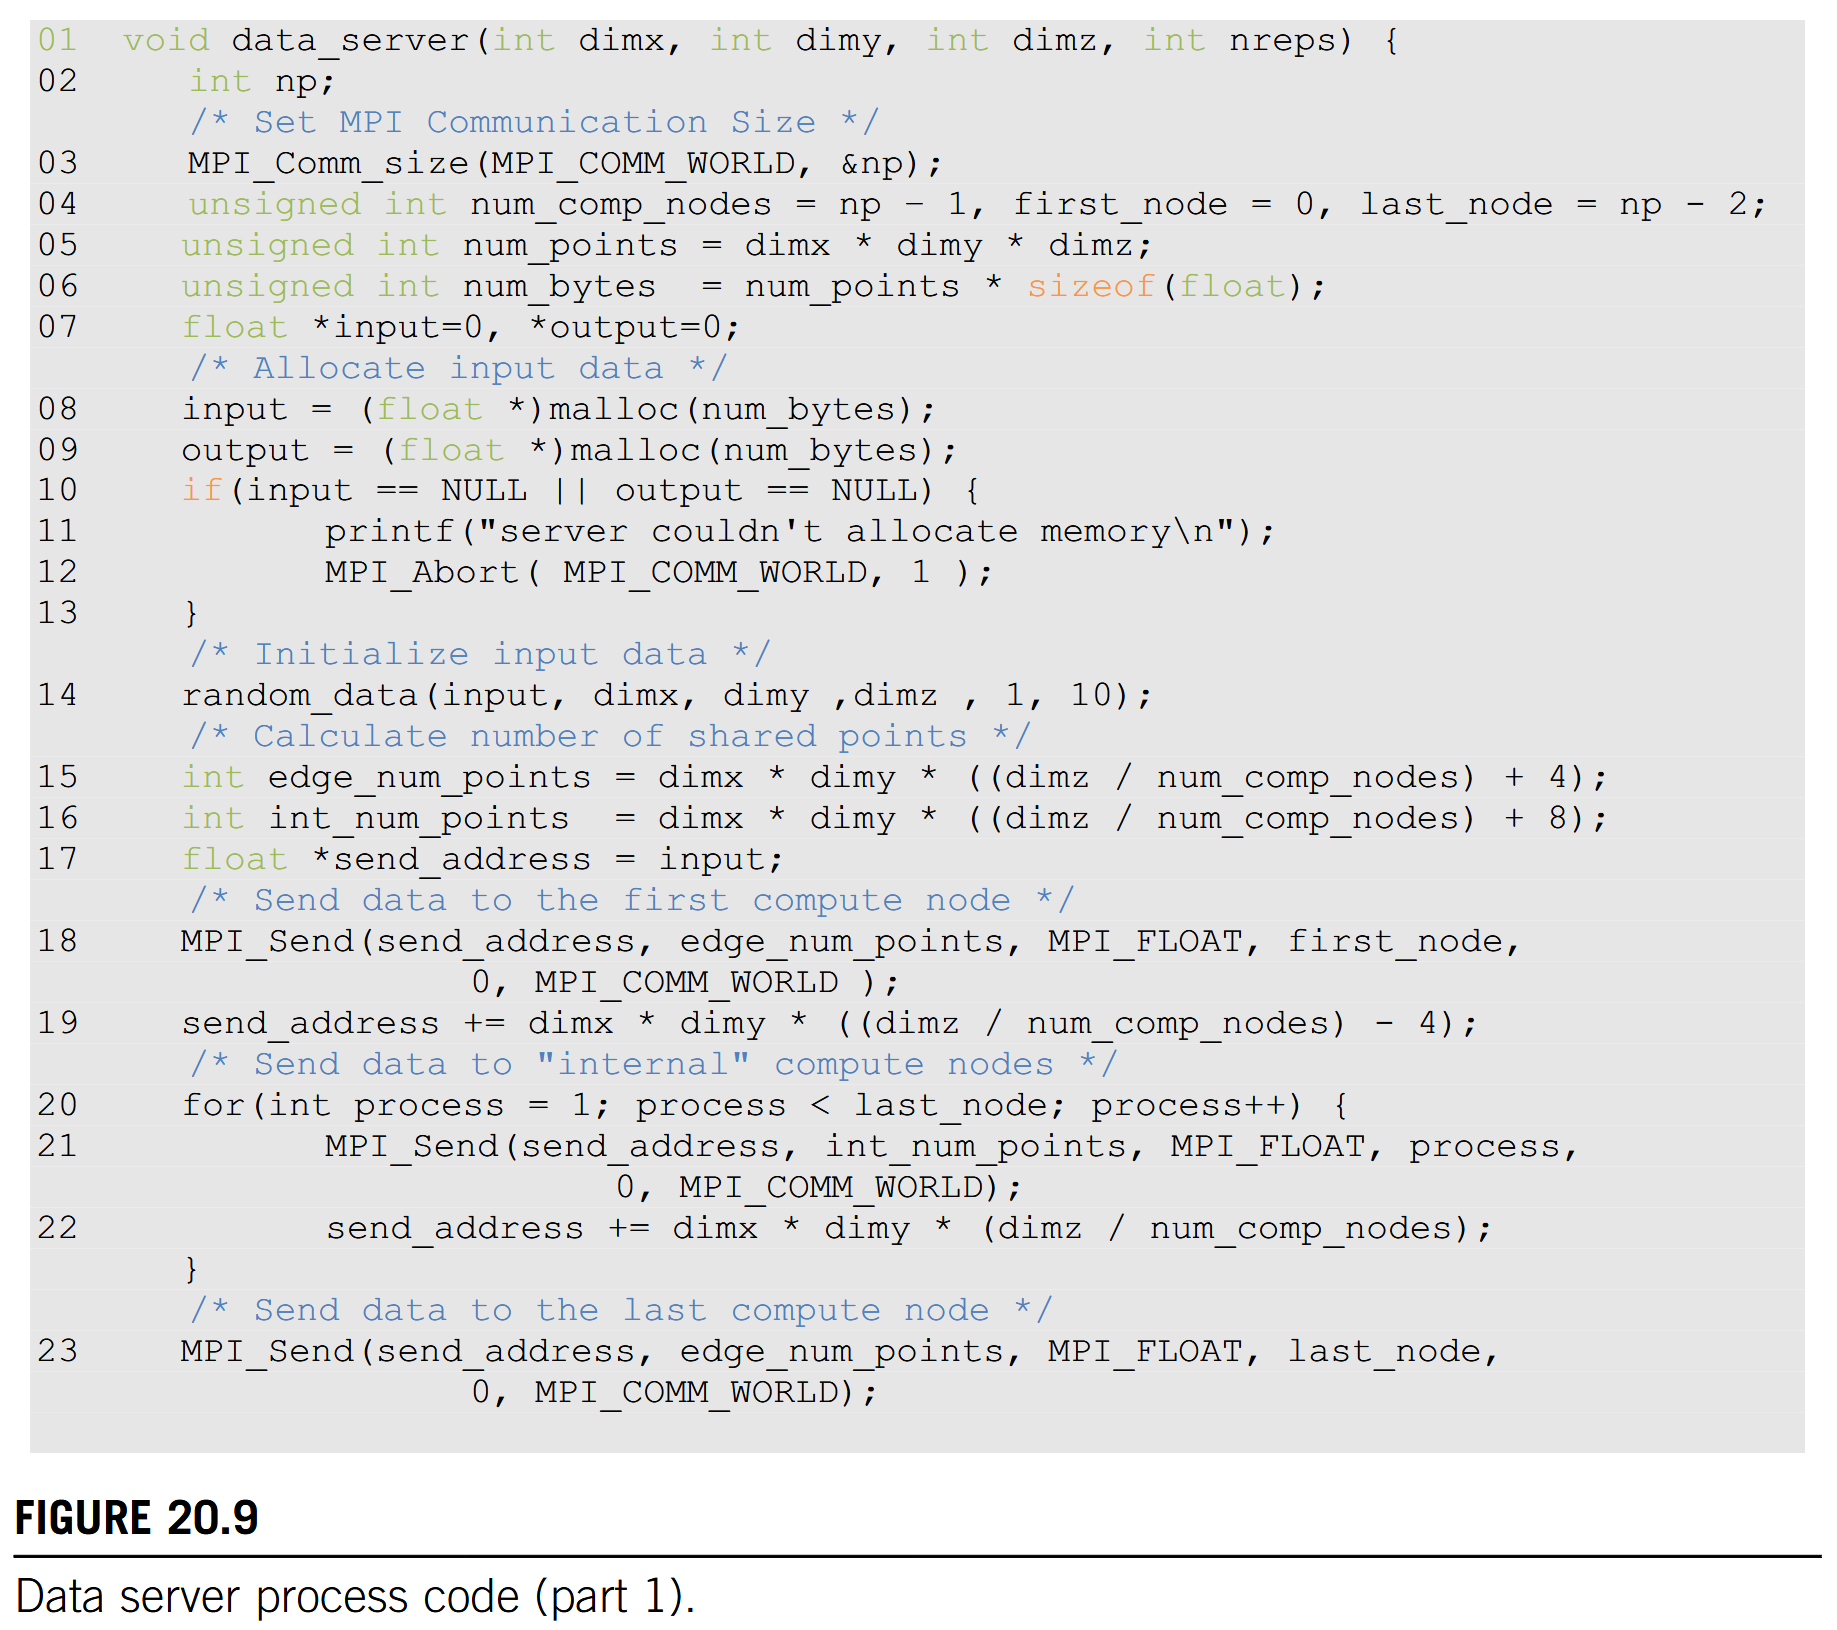 01 void data_server(int dimx, int dimy, int dimz, int nreps) {
02 int np;
/* Set MPI Communication Size */
03 MPI_Comm_size(MPI_COMM_WORLD, &np);
04 unsigned int num_comp_nodes = np – 1, first_node = 0, last_node = np - 2;
05 unsigned int num_points = dimx * dimy * dimz;
06 unsigned int num_bytes = num_points * sizeof(float);
07 float *input=0, *output=0;
/* Allocate input data */
08 input = (float *)malloc(num_bytes);
09 output = (float *)malloc(num_bytes);
10 if(input == NULL || output == NULL) {
11 printf("server couldn't allocate memory\n");
12 MPI_Abort( MPI_COMM_WORLD, 1 );
13 }
/* Initialize input data */
14 random_data(input, dimx, dimy ,dimz , 1, 10);
/* Calculate number of shared points */
15 int edge_num_points = dimx * dimy * ((dimz / num_comp_nodes) + 4);
16 int int_num_points = dimx * dimy * ((dimz / num_comp_nodes) + 8);
17 float *send_address = input;
/* Send data to the first compute node */
18 MPI_Send(send_address, edge_num_points, MPI_FLOAT, first_node,
0, MPI_COMM_WORLD );
19 send_address += dimx * dimy * ((dimz / num_comp_nodes) - 4);
/* Send data to "internal" compute nodes */
20 for(int process = 1; process < last_node; process++) {
21 MPI_Send(send_address, int_num_points, MPI_FLOAT, process,
0, MPI_COMM_WORLD);
22 send_address += dimx * dimy * (dimz / num_comp_nodes);
}
/* Send data to the last compute node */
23 MPI_Send(send_address, edge_num_points, MPI_FLOAT, last_node,
0, MPI_COMM_WORLD);
FIGURE 20.9
Data server process code (part 1).